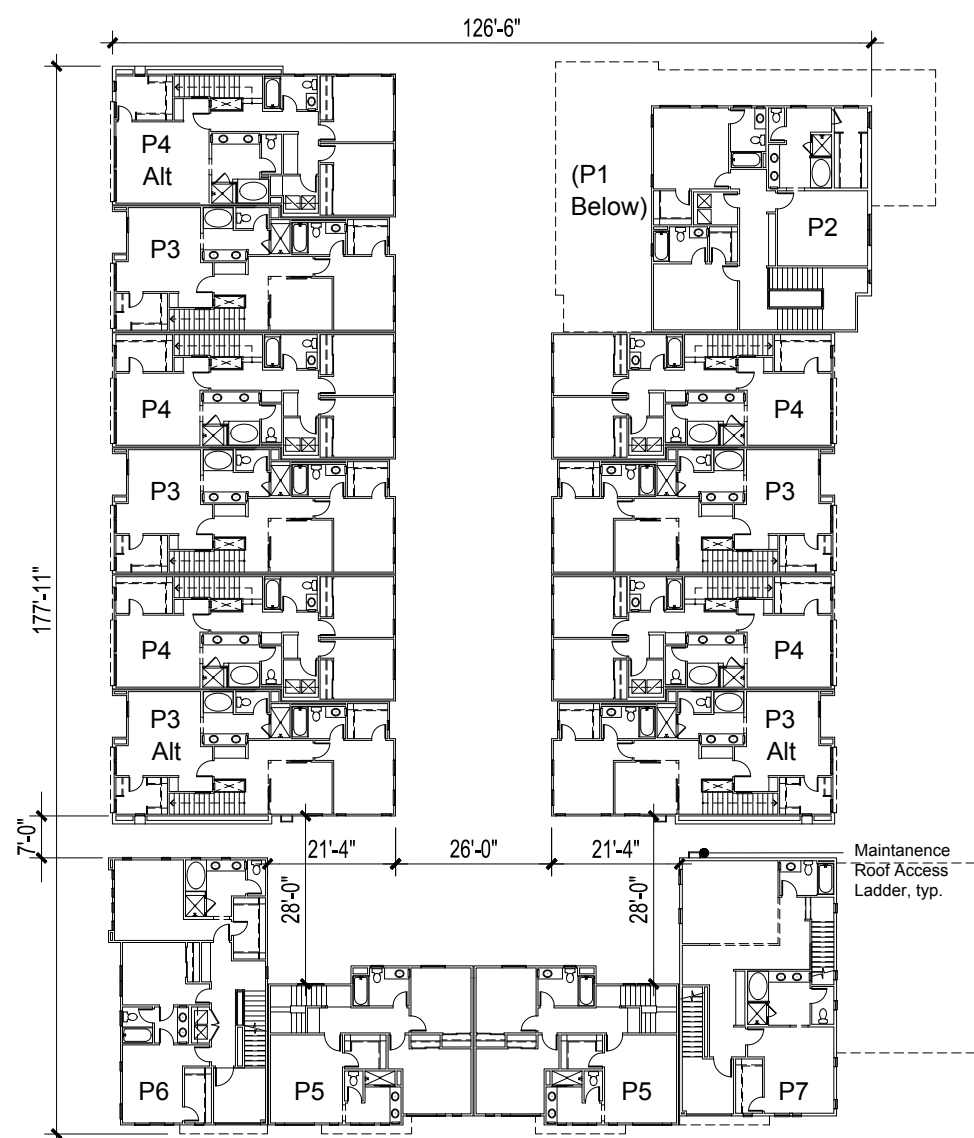 126'-6"
P4
Alt
(P1
Below)
P2
P3
P4
P4
P3
P3
177'-11"
P4
P4
P3
Alt
P3
Alt
7'-0"
21'-4"
26'-0"
21'-4"
Maintanence
Roof Access
Ladder, typ.
28'-0"
28'-0"
P6
P5
P5
P7